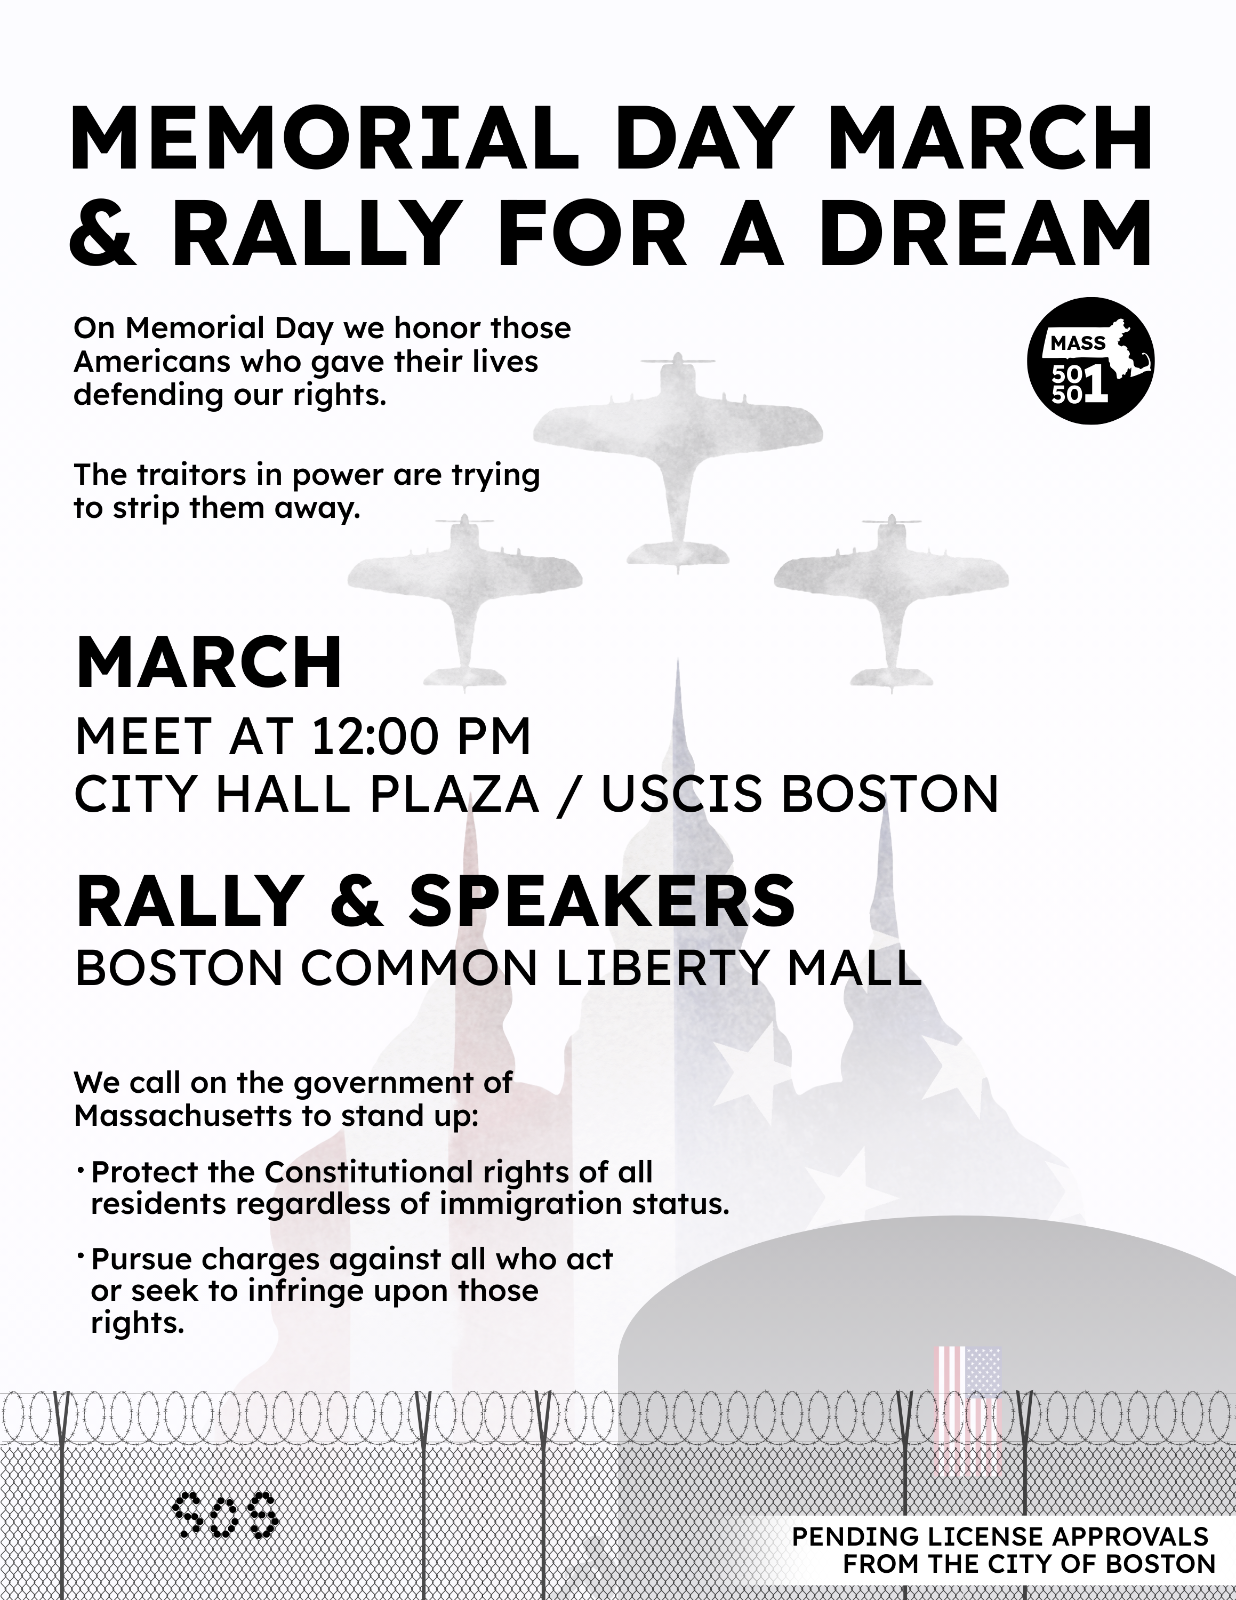 MEMORIAL DAY MARCH
& RALLY FOR A DREAM
On Memorial Day we honor those
Americans who gave their lives
defending our rights.
MASS
50
50
1
The traitors in power are trying
to strip them away.
MARCH
MEET AT 12:00 PM
CITY HALL PLAZA / USCIS BOSTON
RALLY & SPEAKERS
BOSTON COMMON LIBERTY MALL
We call on the government of
Massachusetts to stand up:
· Protect the Constitutional rights of all
residents regardless of immigration status.
· Pursue charges against all who act
or seek to infringe upon those
rights.
SOS
PENDING LICENSE APPROVALS
FROM THE CITY OF BOSTON